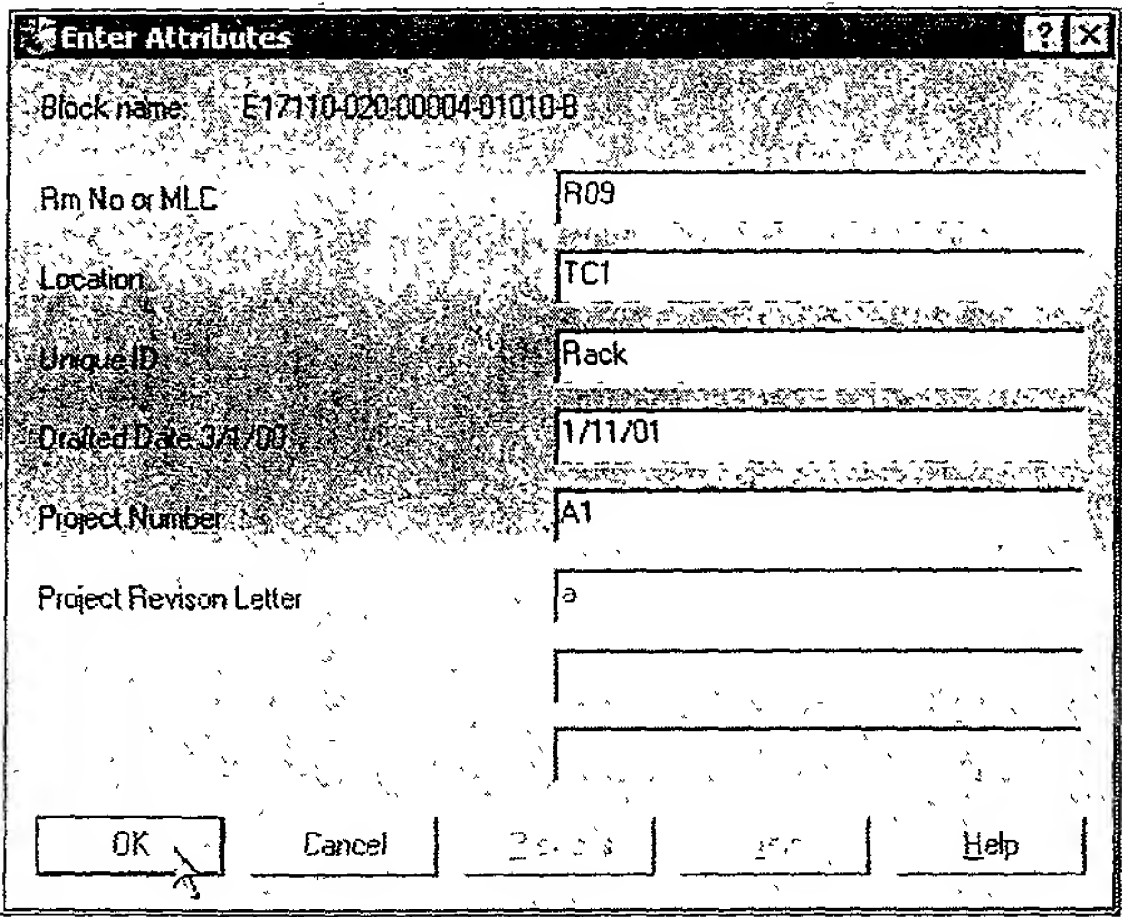 Enter Attributes
Block name: E17110-020-00004-01010-B
Rm No or MLC R09
Location TC1
Unique ID Rack
Drafted Date 3/1/00 1/11/01
Project Number A1
Project Revison Letter a
OK Cancel Help